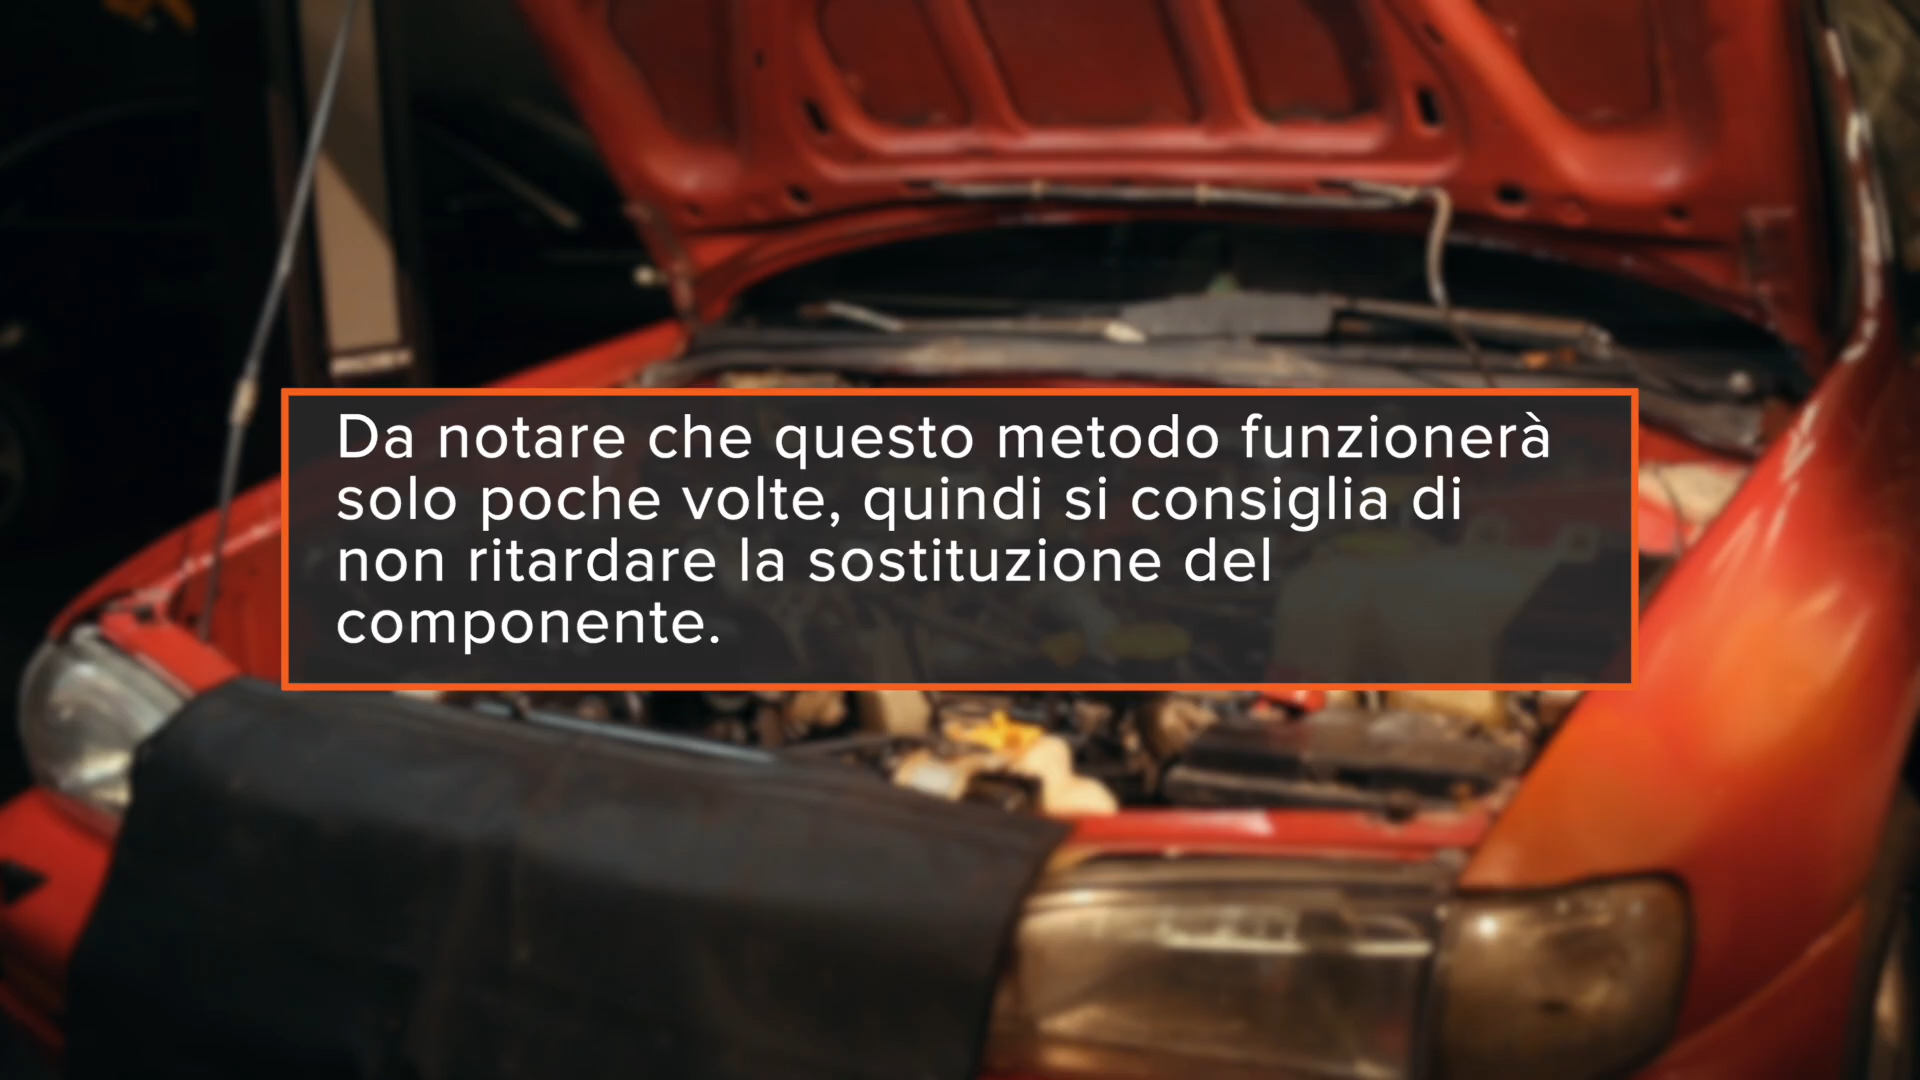 Da notare che questo metodo funzionerà
solo poche volte, quindi si consiglia di
non ritardare la sostituzione del
componente.